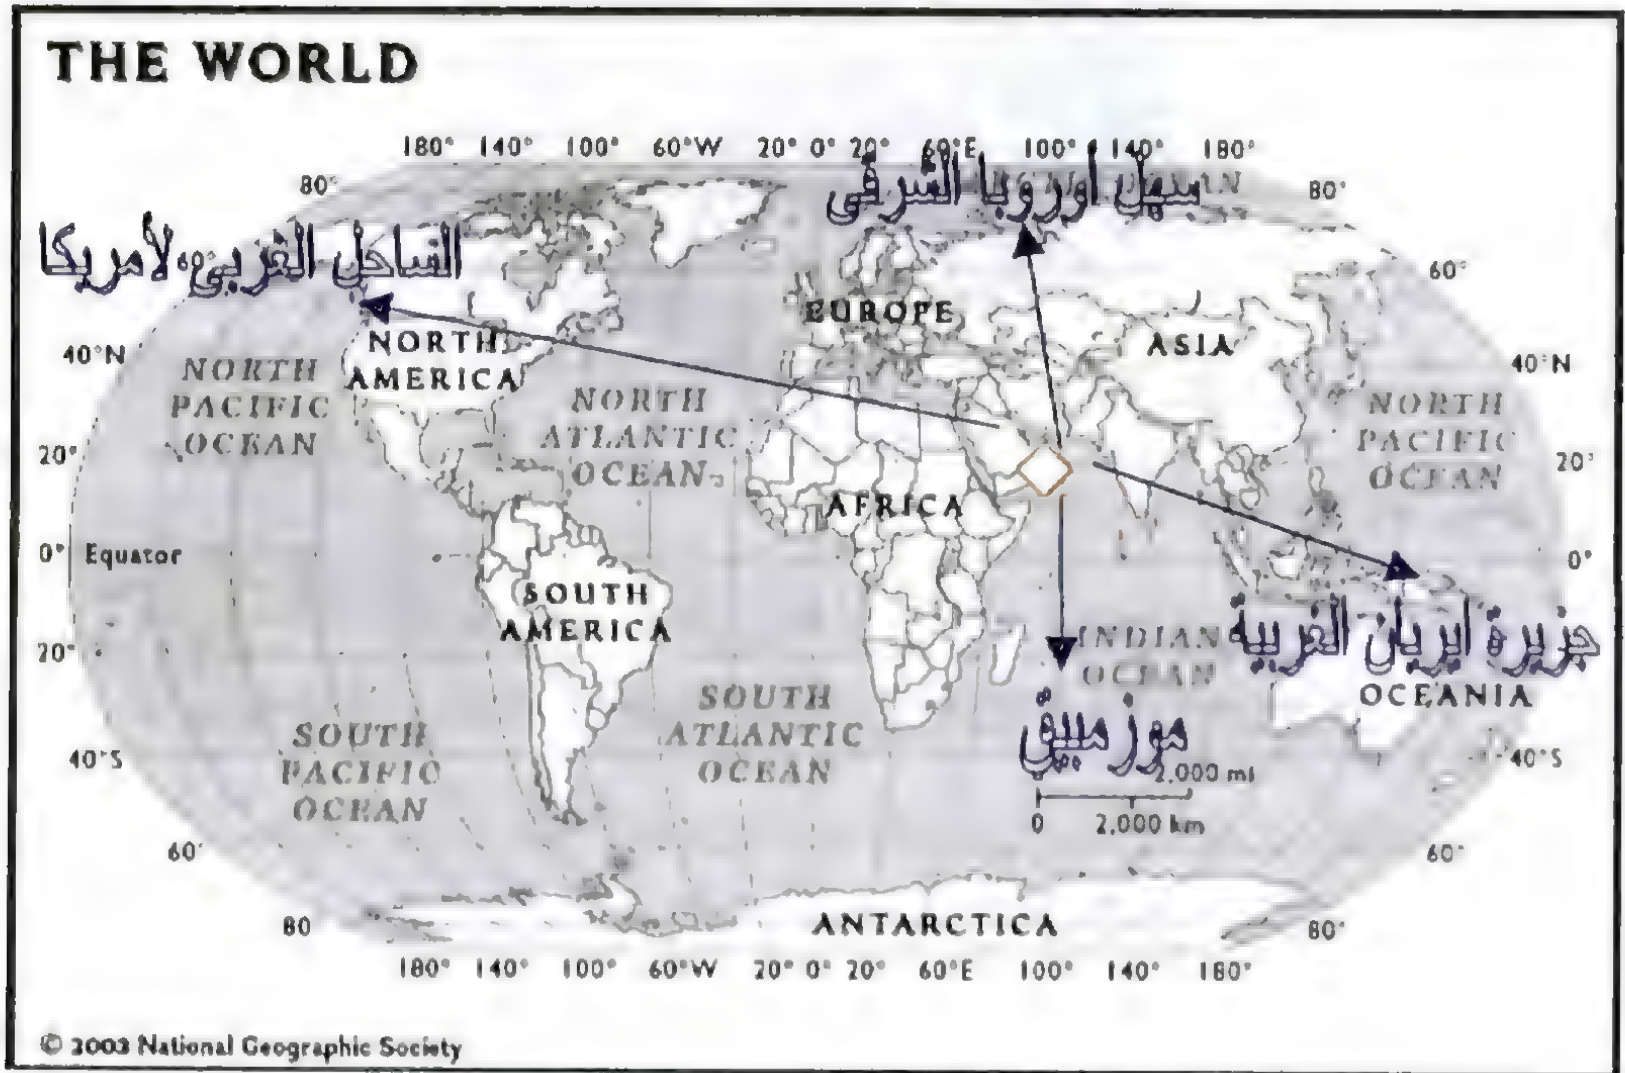 THE WORLD
180° 140° 100° 60°W 20° 0° 20° 60°E 100° 140° 180°
80° 80°
سهل اوروبا الشرقي
الساحل الغربي لأمريكا
60° 60°
EUROPE
ASIA
NORTH
AMERICA
40°N 40°N
NORTH
PACIFIC
OCEAN
NORTH
ATLANTIC
OCEAN
NORTH
PACIFIC
OCEAN
20° 20°
AFRICA
0° Equator 0°
SOUTH
AMERICA
INDIAN
OCEAN
جزيرة ايريان الغربية
OCEANIA
20°
موزمبيق
SOUTH
PACIFIC
OCEAN
SOUTH
ATLANTIC
OCEAN
40°S 40°S
2,000 mi
0 2,000 km
60° 60°
80 80°
ANTARCTICA
180° 140° 100° 60°W 20° 0° 20° 60°E 100° 140° 180°
© 2003 National Geographic Society